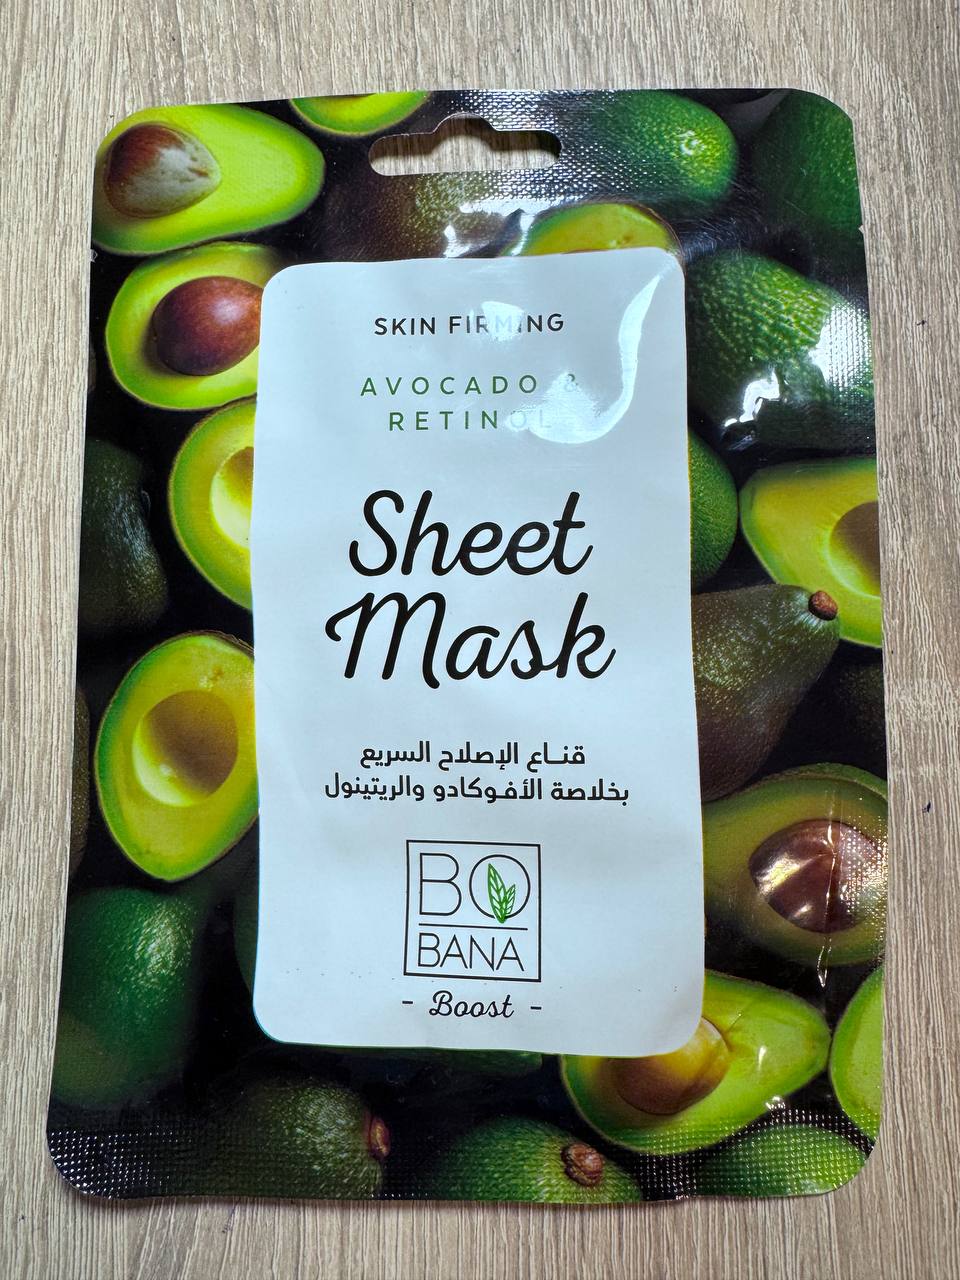 SKIN FIRMING
AVOCADO &
RETINOL
Sheet
Mask
قناع الإصلاح السريع
بخلاصة الأفوكادو والريتينول
BO
BANA
- Boost -